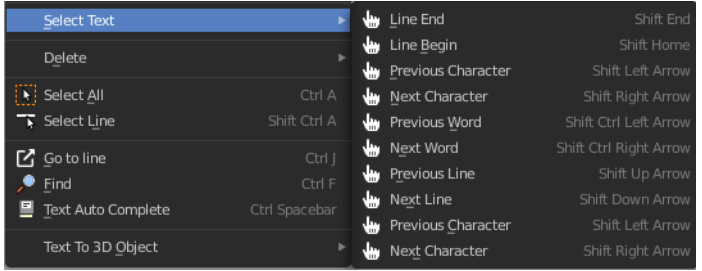 Select Text
Delete
Select All Ctrl A
Select Line Shift Ctrl A
Go to line Ctrl J
Find Ctrl F
Text Auto Complete Ctrl Spacebar
Text To 3D Object
Line End Shift End
Line Begin Shift Home
Previous Character Shift Left Arrow
Next Character Shift Right Arrow
Previous Word Shift Ctrl Left Arrow
Next Word Shift Ctrl Right Arrow
Previous Line Shift Up Arrow
Next Line Shift Down Arrow
Previous Character Shift Left Arrow
Next Character Shift Right Arrow